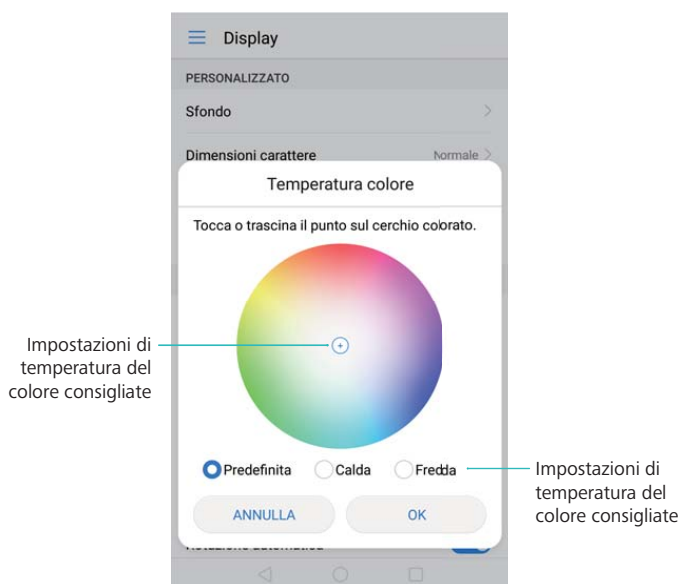 Display
PERSONALIZZATO
Sfondo
Dimensioni carattere Normale
Temperatura colore
Tocca o trascina il punto sul cerchio colorato.
Impostazioni di
temperatura del
colore consigliate
Predefinita Calda Fredda
Impostazioni di
temperatura del
colore consigliate
ANNULLA OK